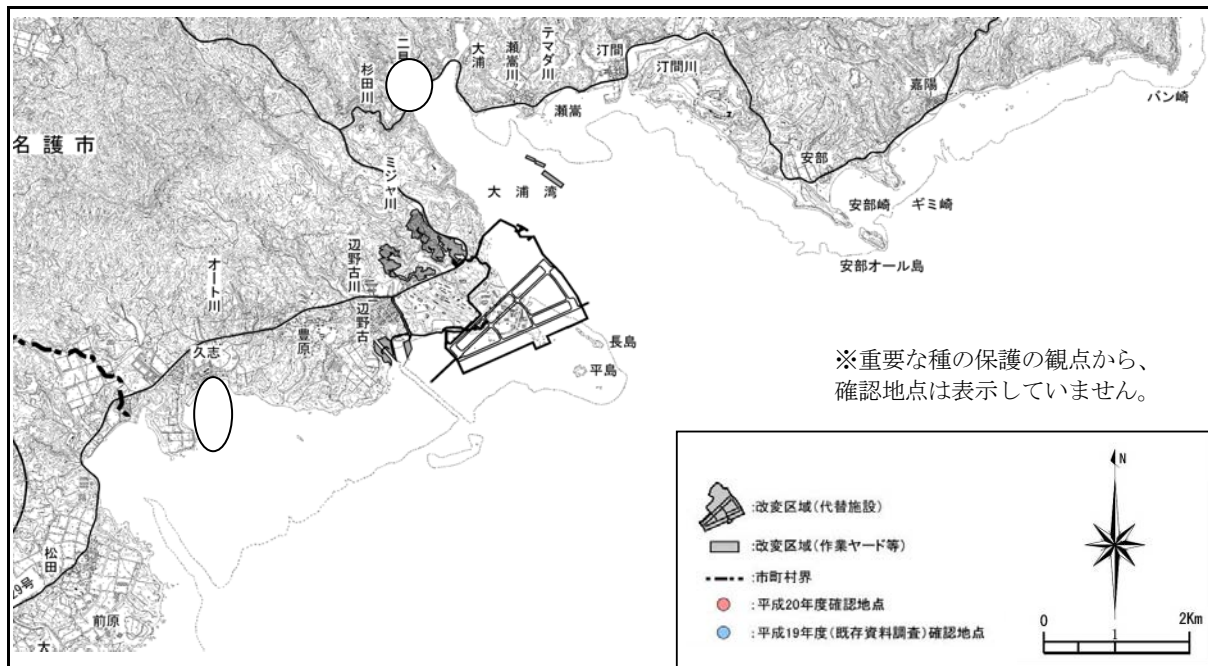 杉田川
大浦
瀬嵩川
テマダ川
汀間
汀間川
瀬嵩
嘉陽
バン崎
名護市
ミジャ川
大浦湾
安部
安部崎
ギミ崎
安部オール島
辺野古川
辺野古
オート川
久志
豊原
長島
平島
※重要な種の保護の観点から、
確認地点は表示していません。
松田
29号
前原
:改変区域(代替施設)
:改変区域(作業ヤード等)
:市町村界
:平成20年度確認地点
:平成19年度(既存資料調査)確認地点
N
0 1 2Km